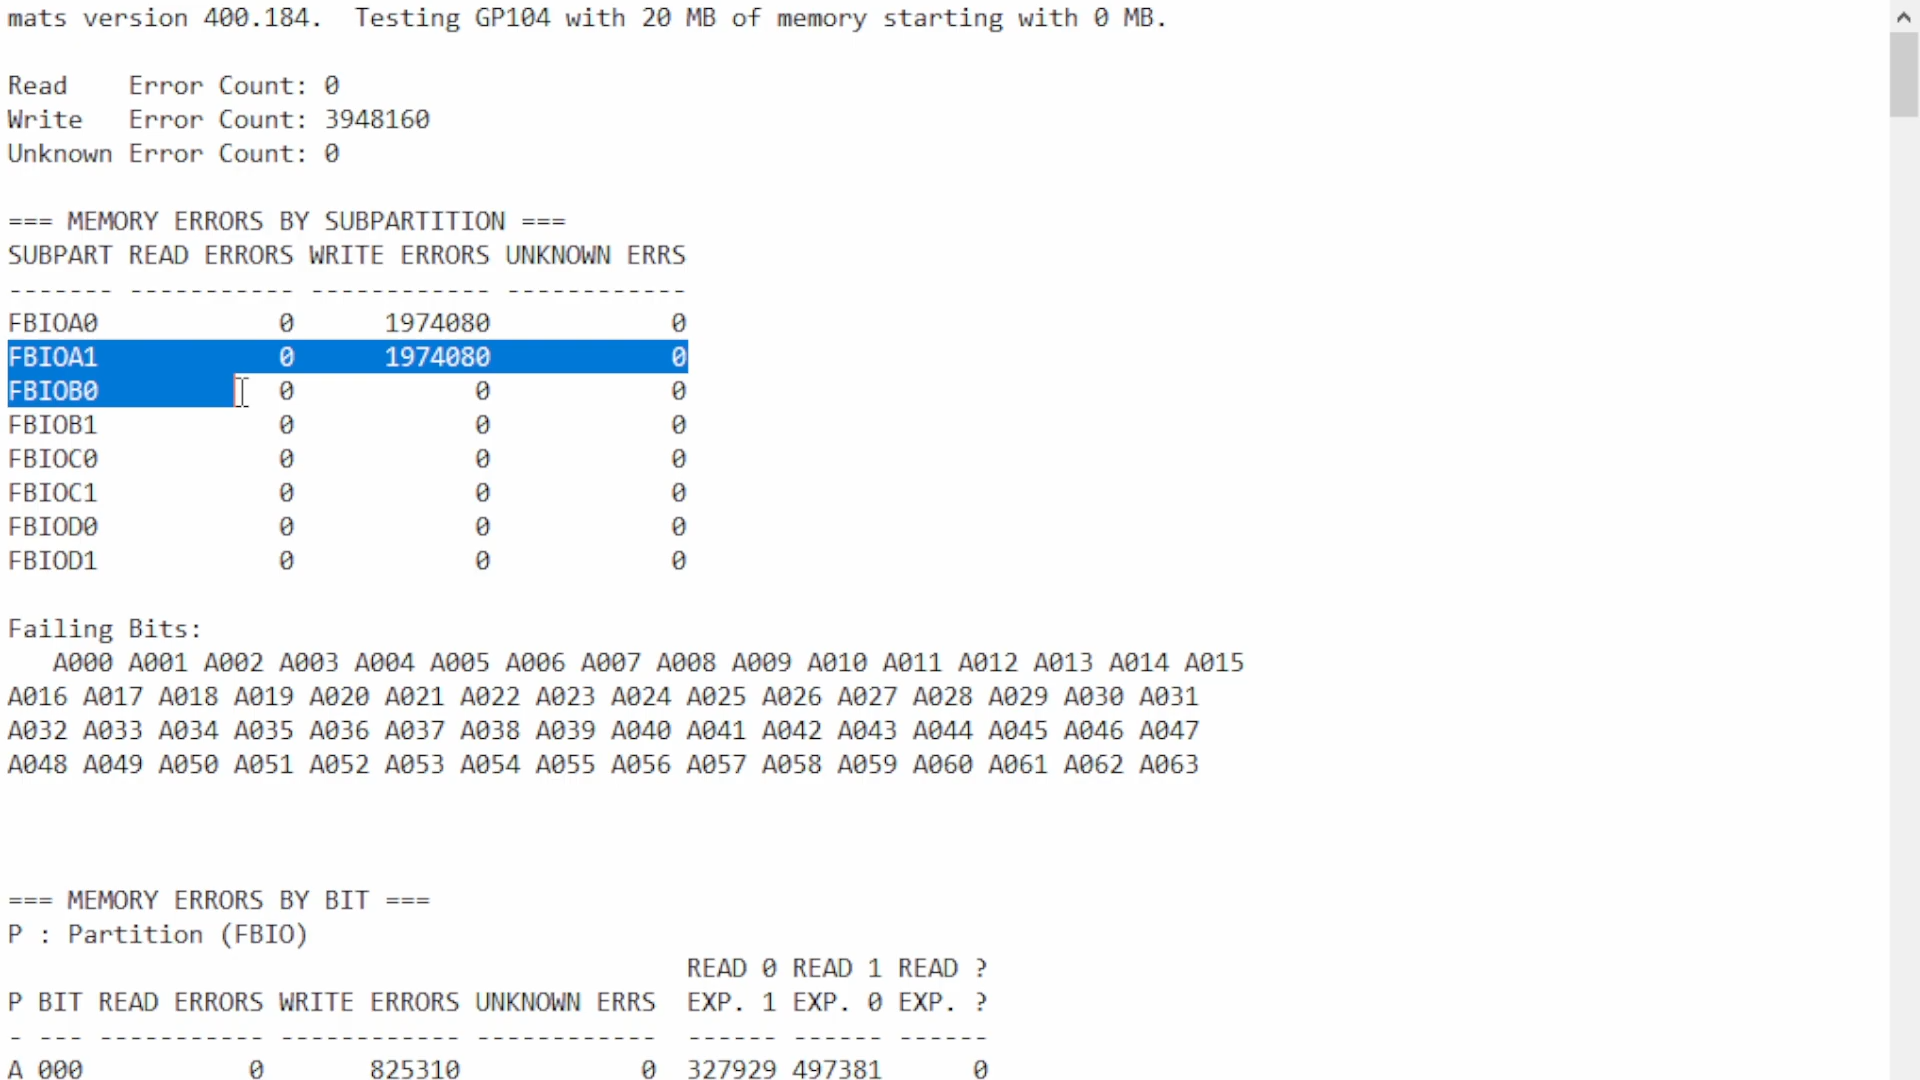 mats version 400.184.  Testing GP104 with 20 MB of memory starting with 0 MB.
Read    Error Count: 0
Write   Error Count: 3948160
Unknown Error Count: 0
=== MEMORY ERRORS BY SUBPARTITION ===
SUBPART READ ERRORS WRITE ERRORS UNKNOWN ERRS
------- ----------- ------------ ------------
FBIOA0            0      1974080            0
FBIOA1            0      1974080            0
FBIOB0            0            0            0
FBIOB1            0            0            0
FBIOC0            0            0            0
FBIOC1            0            0            0
FBIOD0            0            0            0
FBIOD1            0            0            0
Failing Bits:
   A000 A001 A002 A003 A004 A005 A006 A007 A008 A009 A010 A011 A012 A013 A014 A015
A016 A017 A018 A019 A020 A021 A022 A023 A024 A025 A026 A027 A028 A029 A030 A031
A032 A033 A034 A035 A036 A037 A038 A039 A040 A041 A042 A043 A044 A045 A046 A047
A048 A049 A050 A051 A052 A053 A054 A055 A056 A057 A058 A059 A060 A061 A062 A063
=== MEMORY ERRORS BY BIT ===
P : Partition (FBIO)
                                             READ 0 READ 1 READ ?
P BIT READ ERRORS WRITE ERRORS UNKNOWN ERRS  EXP. 1 EXP. 0 EXP. ?
- --- ----------- ------------ ------------  ------ ------ ------
A 000           0       825310            0  327929 497381      0